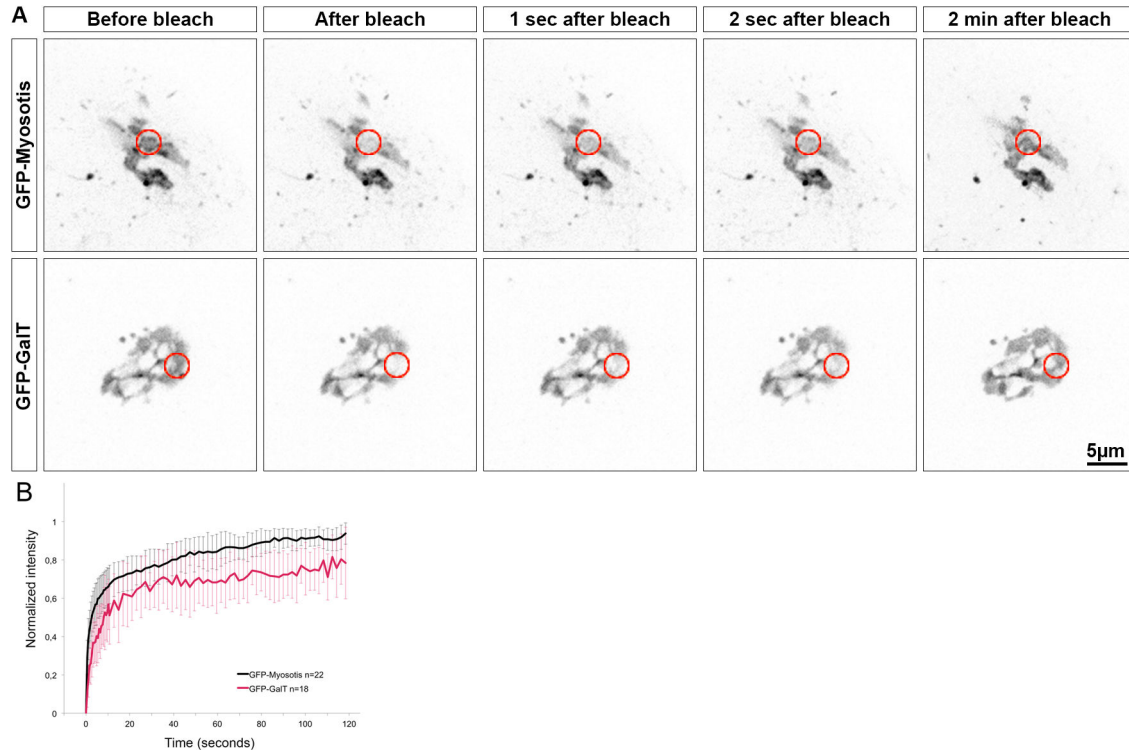 A
Before bleach
After bleach
1 sec after bleach
2 sec after bleach
2 min after bleach
GFP-Myosotis
GFP-GalT
5µm
B
Normalized intensity
1
0,8
0,6
0,4
0,2
0
0
20
40
60
80
100
120
GFP-Myosotis n=22
GFP-GalT n=18
Time (seconds)